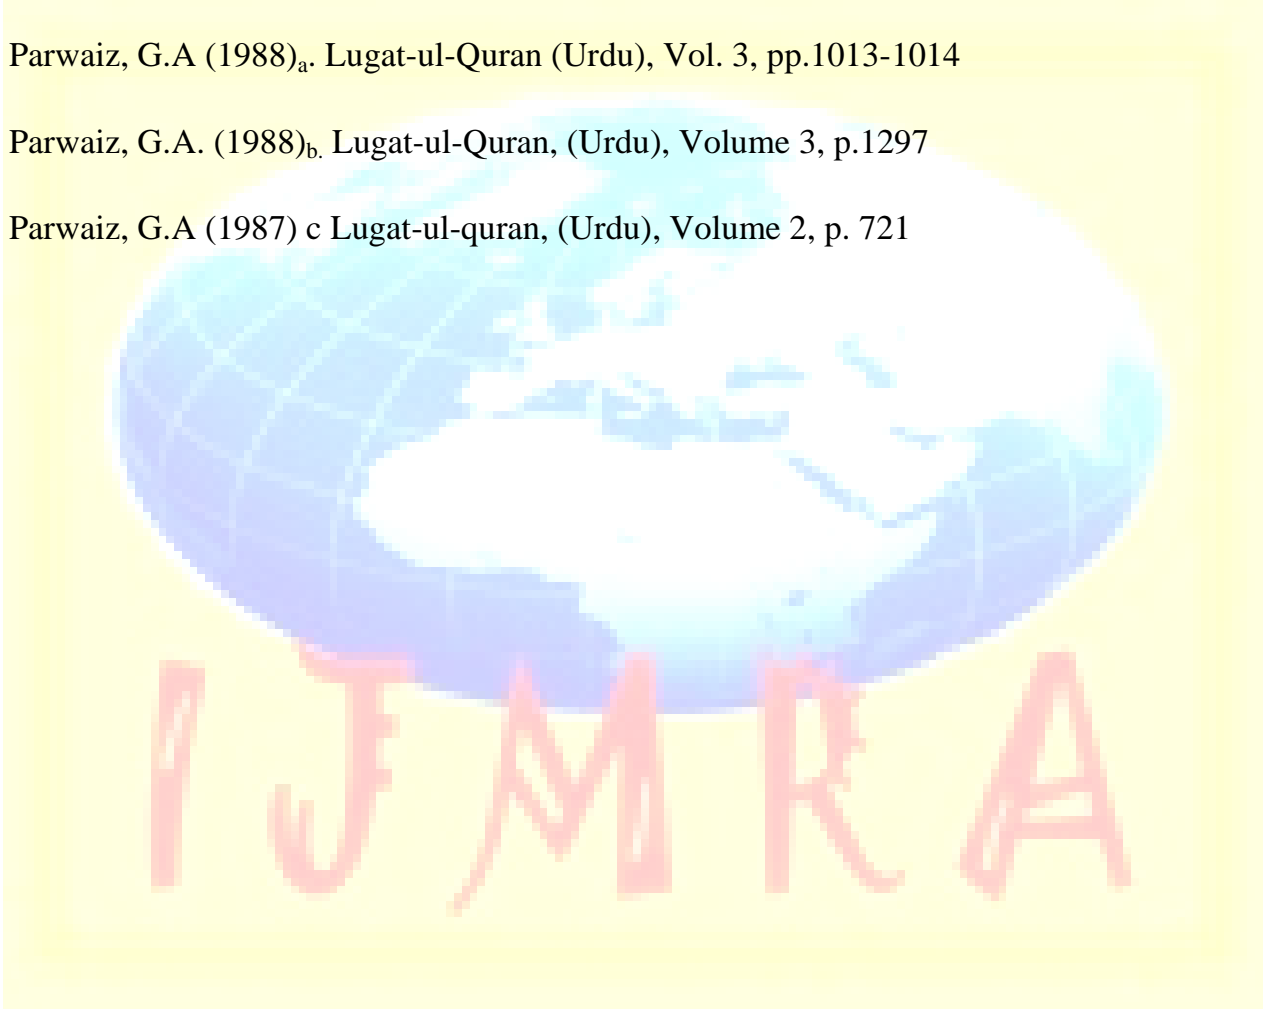 Parwaiz, G.A (1988)a. Lugat-ul-Quran (Urdu), Vol. 3, pp.1013-1014
Parwaiz, G.A. (1988)b. Lugat-ul-Quran, (Urdu), Volume 3, p.1297
Parwaiz, G.A (1987) c Lugat-ul-quran, (Urdu), Volume 2, p. 721
IJMRA